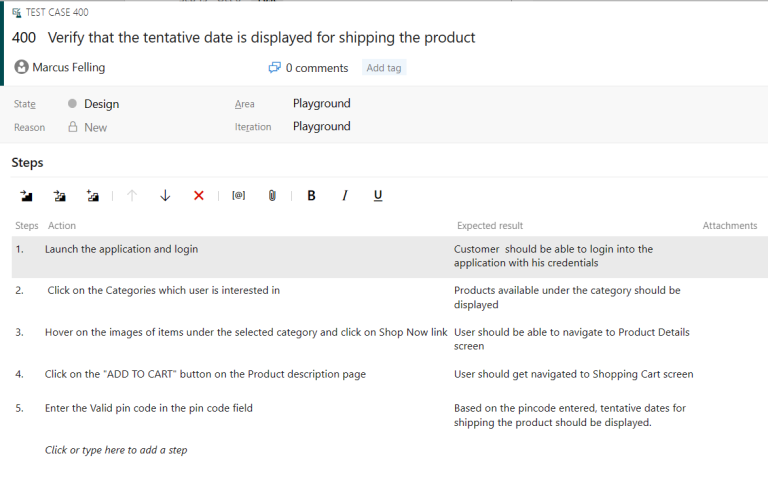 TEST CASE 400
400 Verify that the tentative date is displayed for shipping the product
Marcus Felling 0 comments Add tag
State Design Area Playground
Reason New Iteration Playground
Steps
[@] B I U
Steps Action Expected result Attachments
1. Launch the application and login Customer should be able to login into the
application with his credentials
2. Click on the Categories which user is interested in Products available under the category should be
displayed
3. Hover on the images of items under the selected category and click on Shop Now link User should be able to navigate to Product Details
screen
4. Click on the "ADD TO CART" button on the Product description page User should get navigated to Shopping Cart screen
5. Enter the Valid pin code in the pin code field Based on the pincode entered, tentative dates for
shipping the product should be displayed.
Click or type here to add a step